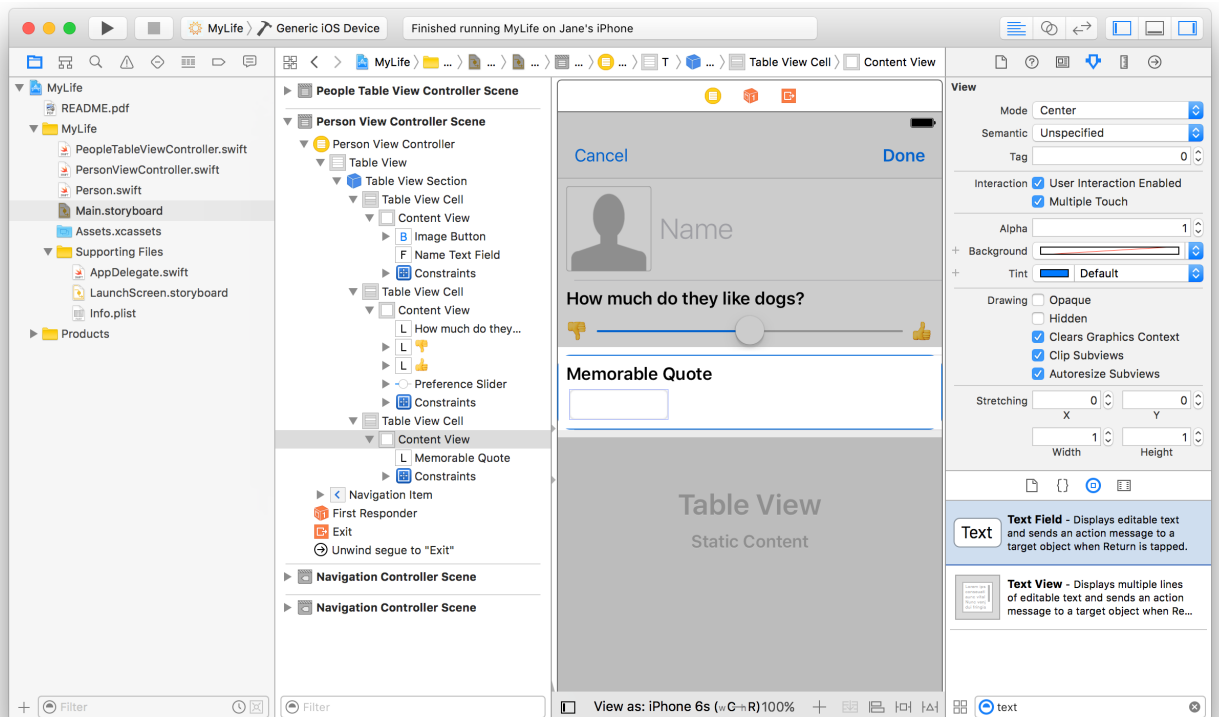 MyLife
Generic iOS Device
Finished running MyLife on Jane's iPhone
MyLife
...
...
...
...
...
T
...
Table View Cell
Content View
MyLife
README.pdf
MyLife
PeopleTableViewController.swift
PersonViewController.swift
Person.swift
Main.storyboard
Assets.xcassets
Supporting Files
AppDelegate.swift
LaunchScreen.storyboard
Info.plist
Products
Filter
People Table View Controller Scene
Person View Controller Scene
Person View Controller
Table View
Table View Section
Table View Cell
Content View
B Image Button
F Name Text Field
Constraints
Table View Cell
Content View
L How much do they...
L 👎
L 👍
Preference Slider
Constraints
Table View Cell
Content View
L Memorable Quote
Constraints
Navigation Item
First Responder
Exit
Unwind segue to "Exit"
Navigation Controller Scene
Navigation Controller Scene
Filter
Cancel
Done
Name
How much do they like dogs?
Memorable Quote
Table View
Static Content
View as: iPhone 6s (wC hR)
100%
View
Mode Center
Semantic Unspecified
Tag 0
Interaction User Interaction Enabled
Multiple Touch
Alpha 1
Background
Tint Default
Drawing Opaque
Hidden
Clears Graphics Context
Clip Subviews
Autoresize Subviews
Stretching 0 0
X Y
1 1
Width Height
{}
Text
Text Field - Displays editable text
and sends an action message to a
target object when Return is tapped.
Text View - Displays multiple lines
of editable text and sends an action
message to a target object when Re...
text